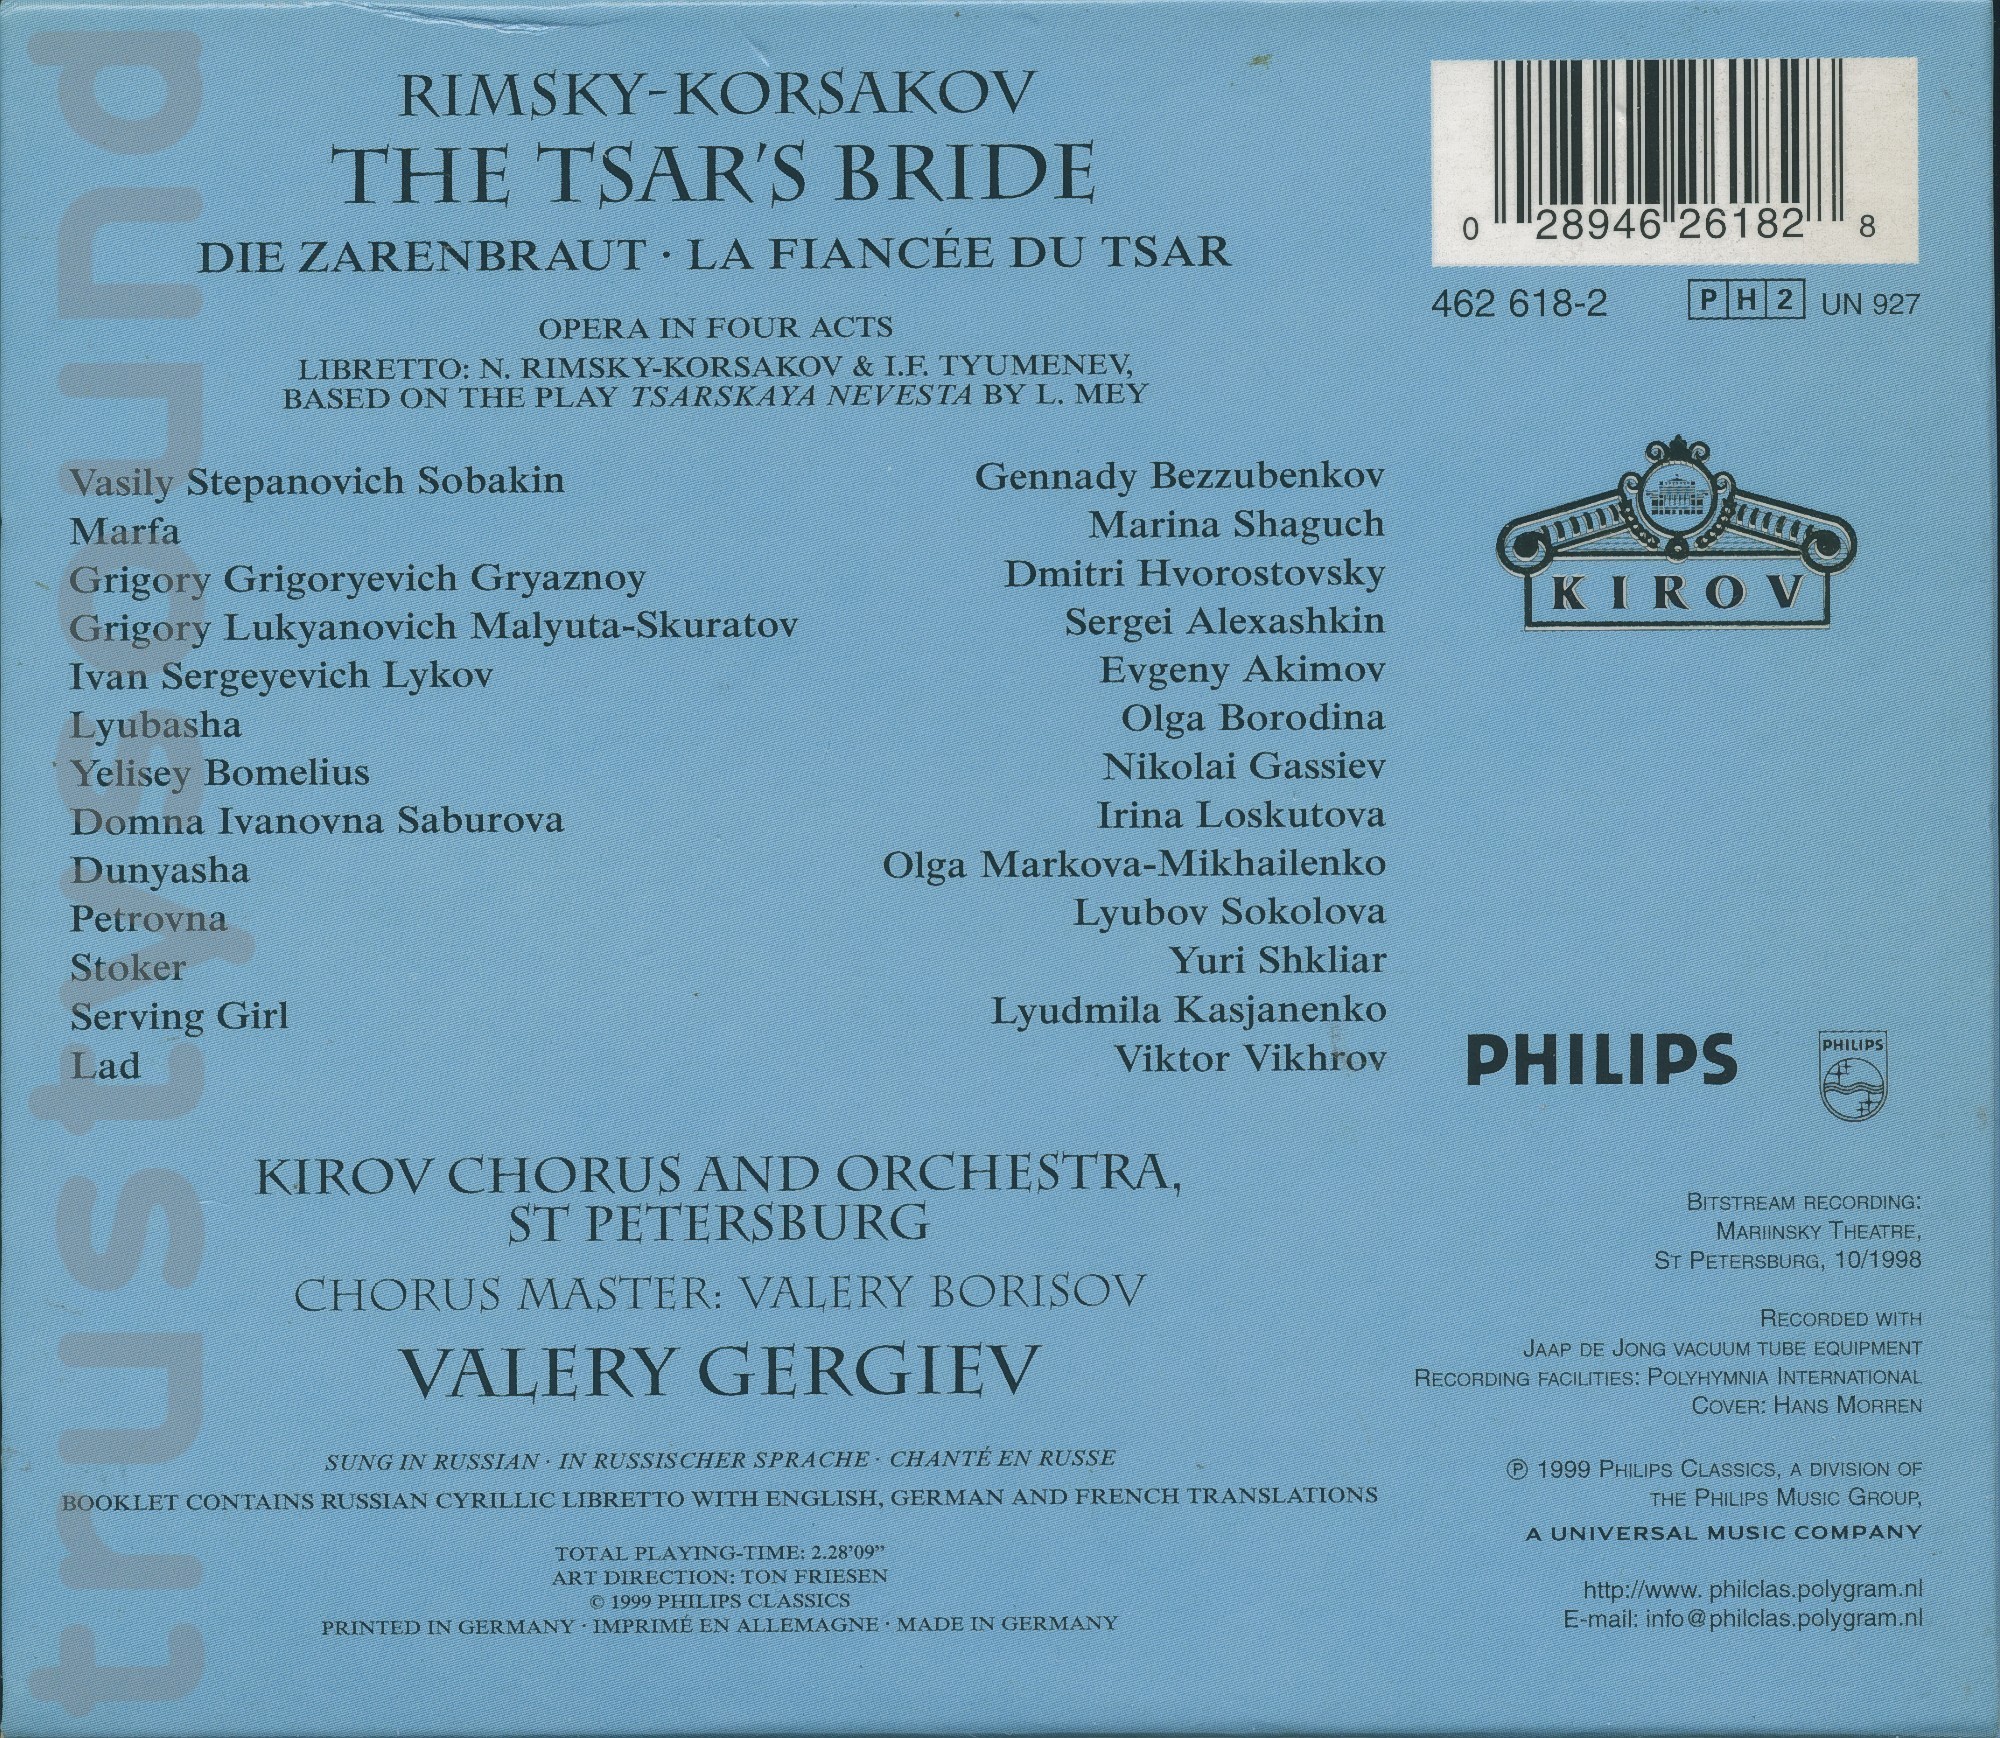 RIMSKY-KORSAKOV
THE TSAR'S BRIDE
DIE ZARENBRAUT · LA FIANCÉE DU TSAR
OPERA IN FOUR ACTS
LIBRETTO: N. RIMSKY-KORSAKOV & I.F. TYUMENEV,
BASED ON THE PLAY TSARSKAYA NEVESTA BY L. MEY
Vasily Stepanovich Sobakin Gennady Bezzubenkov
Marfa Marina Shaguch
Grigory Grigoryevich Gryaznoy Dmitri Hvorostovsky
Grigory Lukyanovich Malyuta-Skuratov Sergei Alexashkin
Ivan Sergeyevich Lykov Evgeny Akimov
Lyubasha Olga Borodina
Yelisey Bomelius Nikolai Gassiev
Domna Ivanovna Saburova Irina Loskutova
Dunyasha Olga Markova-Mikhailenko
Petrovna Lyubov Sokolova
Stoker Yuri Shkliar
Serving Girl Lyudmila Kasjanenko
Lad Viktor Vikhrov
KIROV CHORUS AND ORCHESTRA,
ST PETERSBURG
CHORUS MASTER: VALERY BORISOV
VALERY GERGIEV
SUNG IN RUSSIAN · IN RUSSISCHER SPRACHE · CHANTÉ EN RUSSE
BOOKLET CONTAINS RUSSIAN CYRILLIC LIBRETTO WITH ENGLISH, GERMAN AND FRENCH TRANSLATIONS
TOTAL PLAYING-TIME: 2.28'09"
ART DIRECTION: TON FRIESEN
© 1999 PHILIPS CLASSICS
PRINTED IN GERMANY · IMPRIMÉ EN ALLEMAGNE · MADE IN GERMANY
0 28946 26182 8
462 618-2 PH2 UN 927
KIROV
PHILIPS PHILIPS
BITSTREAM RECORDING:
MARIINSKY THEATRE,
ST PETERSBURG, 10/1998
RECORDED WITH
JAAP DE JONG VACUUM TUBE EQUIPMENT
RECORDING FACILITIES: POLYHYMNIA INTERNATIONAL
COVER: HANS MORREN
℗ 1999 PHILIPS CLASSICS, A DIVISION OF
THE PHILIPS MUSIC GROUP,
A UNIVERSAL MUSIC COMPANY
http://www. philclas.polygram.nl
E-mail: info@philclas.polygram.nl
trustysound